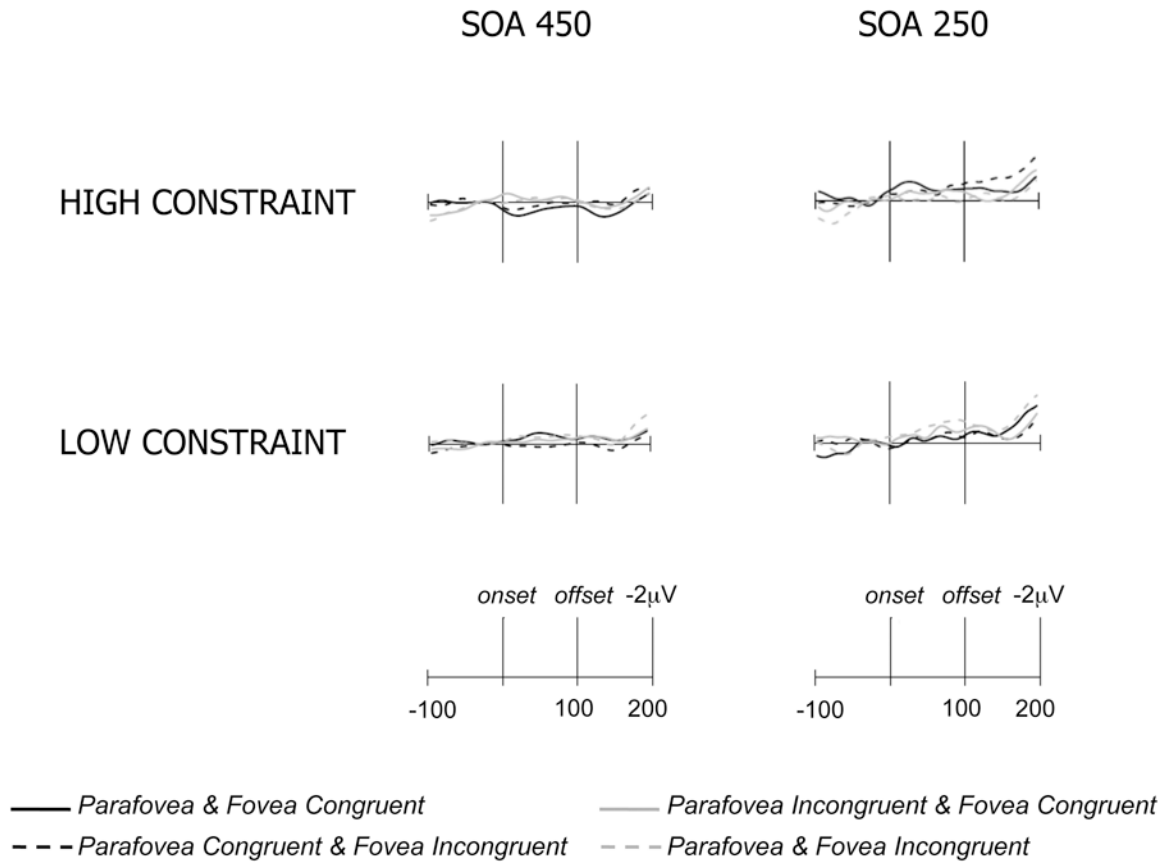 SOA 450 SOA 250
HIGH CONSTRAINT
LOW CONSTRAINT
onset offset -2μV onset offset -2μV
-100 100 200 -100 100 200
Parafovea & Fovea Congruent Parafovea Incongruent & Fovea Congruent
Parafovea Congruent & Fovea Incongruent Parafovea & Fovea Incongruent